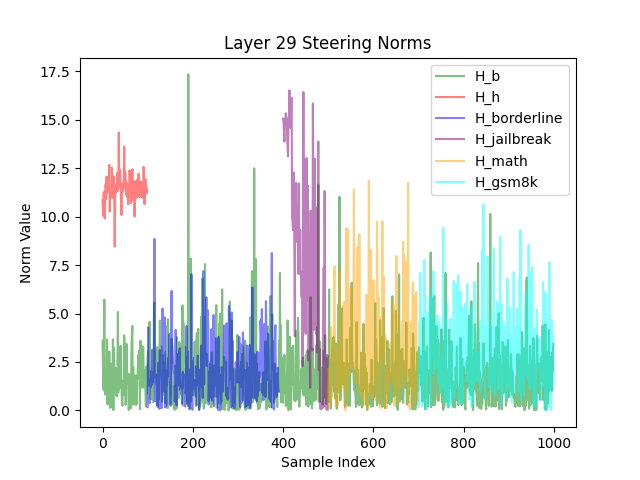 Layer 29 Steering Norms
17.5
15.0
12.5
10.0
7.5
5.0
2.5
0.0
Norm Value
0 200 400 600 800 1000
Sample Index
H_b
H_h
H_borderline
H_jailbreak
H_math
H_gsm8k